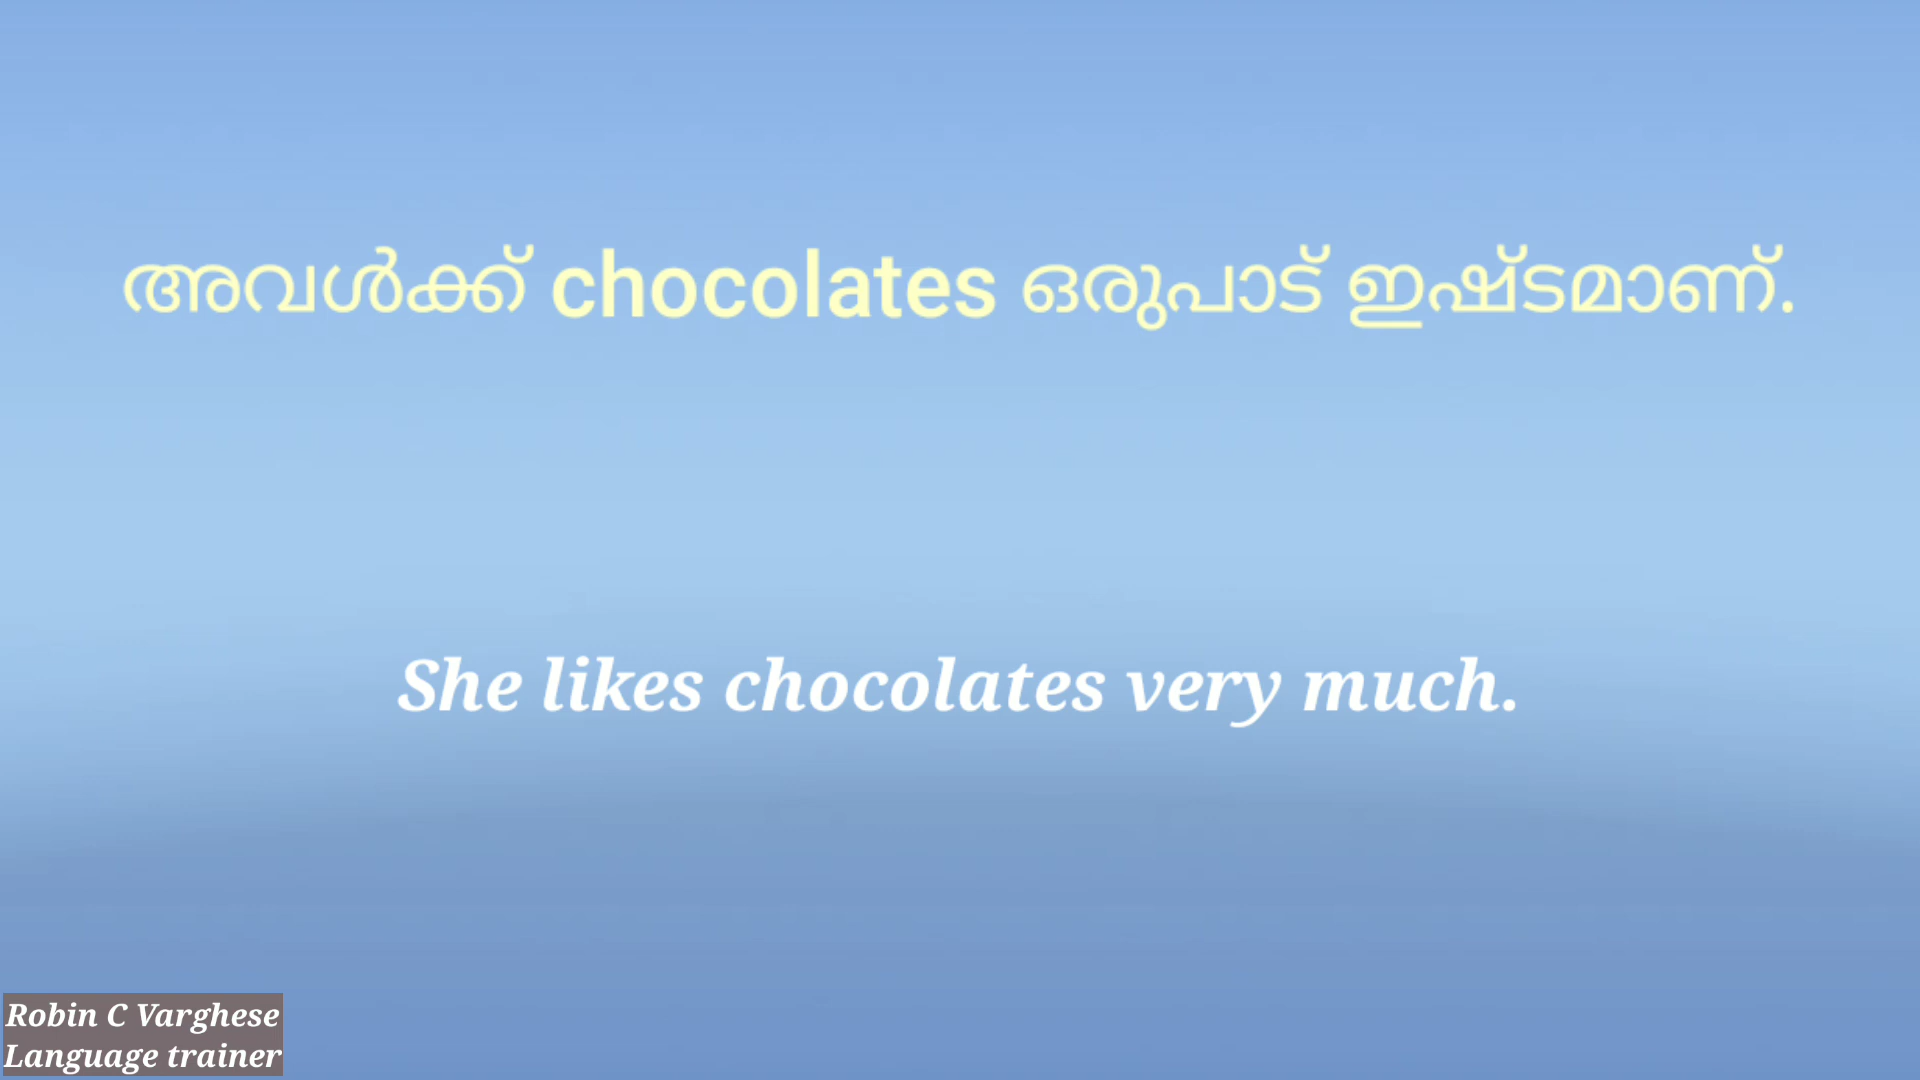 അവൾക്ക് chocolates ഒരുപാട് ഇഷ്ടമാണ്.
She likes chocolates very much.
Robin C Varghese
Language trainer